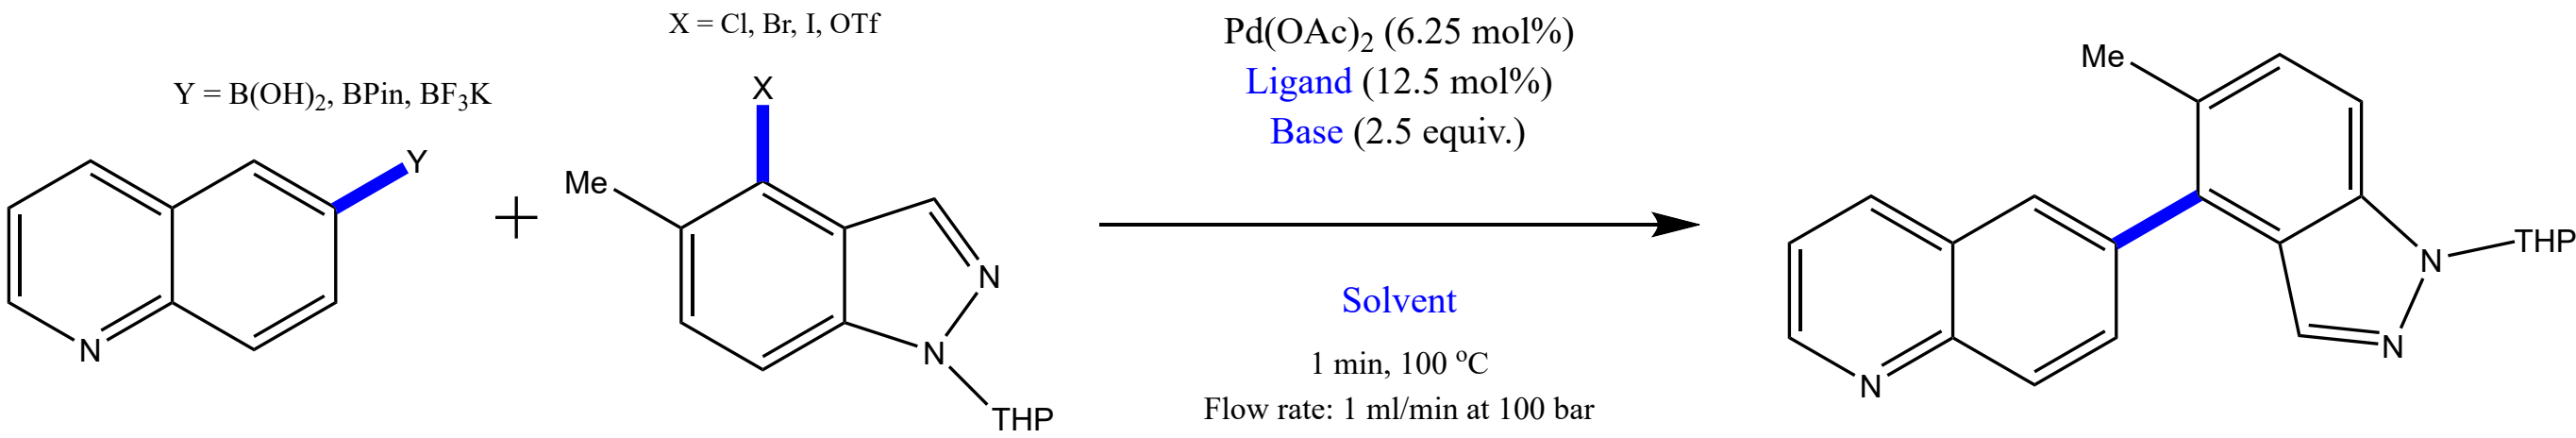 X = Cl, Br, I, OTf
Y = B(OH)₂, BPin, BF₃K
Y
N
+
X
Me
N
N
THP
Pd(OAc)₂ (6.25 mol%)
Ligand (12.5 mol%)
Base (2.5 equiv.)
Solvent
1 min, 100 ºC
Flow rate: 1 ml/min at 100 bar
Me
THP
N
N
N